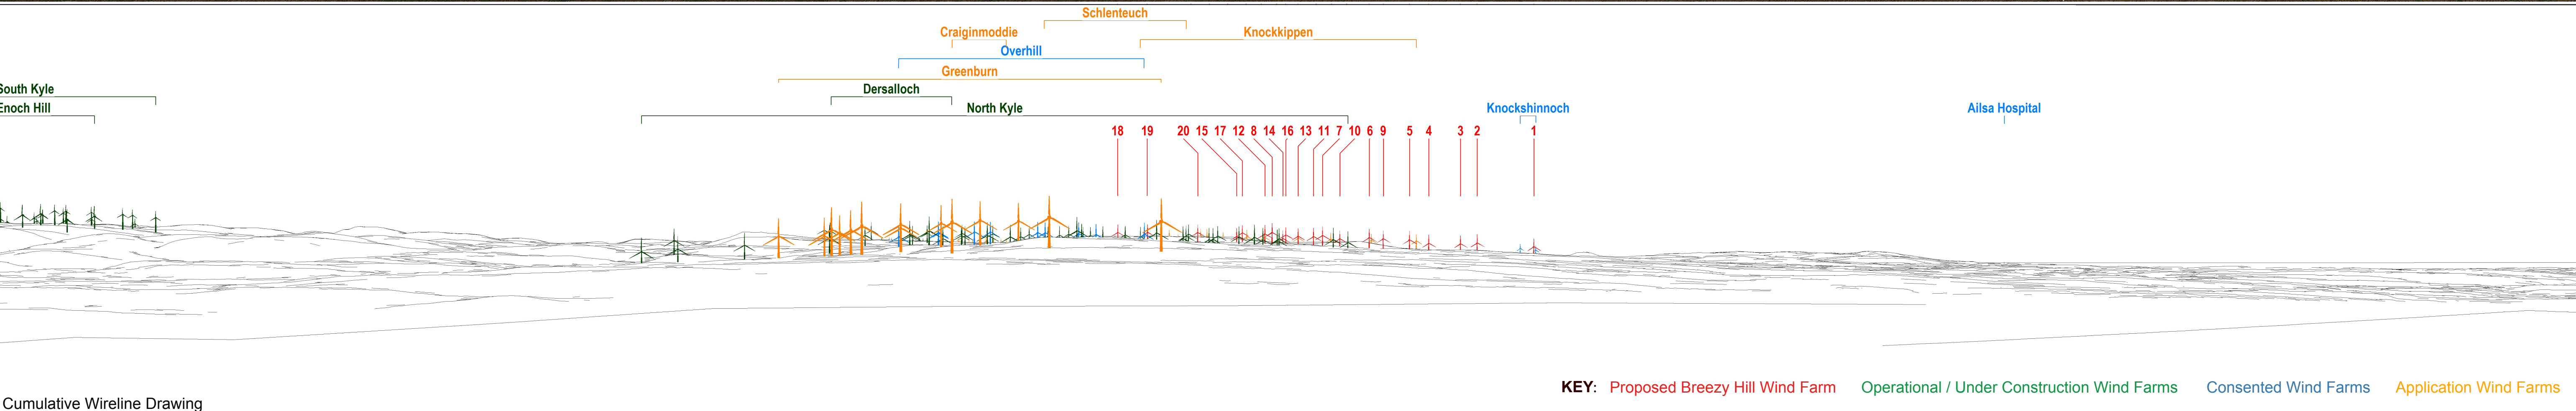 Schlenteuch
Craiginmoddie Knockkippen
Overhill
Greenburn
South Kyle Dersalloch
Enoch Hill North Kyle Knockshinnoch Ailsa Hospital
18 19 20 15 17 12 8 14 16 13 11 7 10 6 9 5 4 3 2 1
KEY: Proposed Breezy Hill Wind Farm Operational / Under Construction Wind Farms Consented Wind Farms Application Wind Farms
Cumulative Wireline Drawing